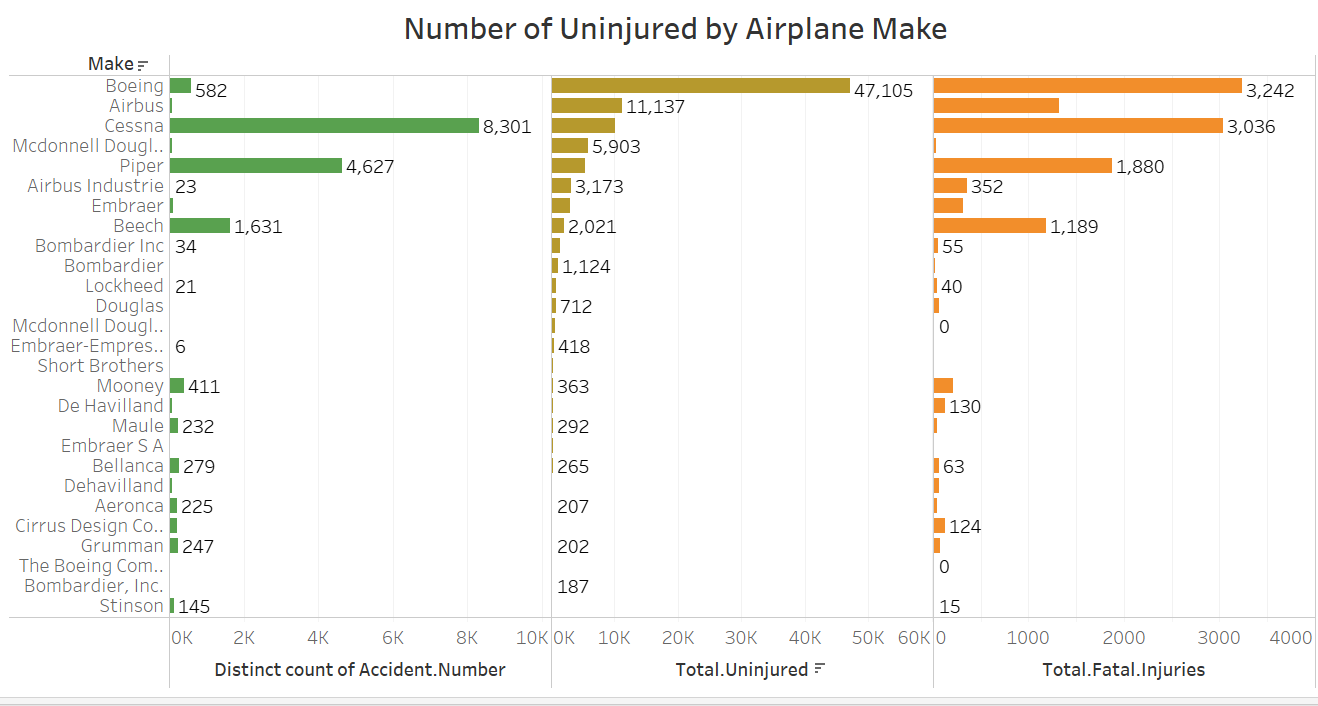 Number of Uninjured by Airplane Make
Make
Boeing 582 47,105 3,242
Airbus 11,137
Cessna 8,301 3,036
Mcdonnell Dougl.. 5,903
Piper 4,627 1,880
Airbus Industrie 23 3,173 352
Embraer
Beech 1,631 2,021 1,189
Bombardier Inc 34 55
Bombardier 1,124
Lockheed 21 40
Douglas 712
Mcdonnell Dougl.. 0
Embraer-Empres.. 6 418
Short Brothers
Mooney 411 363
De Havilland 130
Maule 232 292
Embraer S A
Bellanca 279 265 63
Dehavilland
Aeronca 225 207
Cirrus Design Co.. 124
Grumman 247 202
The Boeing Com.. 0
Bombardier, Inc. 187
Stinson 145 15
0K 2K 4K 6K 8K 10K 0K 10K 20K 30K 40K 50K 60K 0 1000 2000 3000 4000
Distinct count of Accident.Number Total.Uninjured Total.Fatal.Injuries